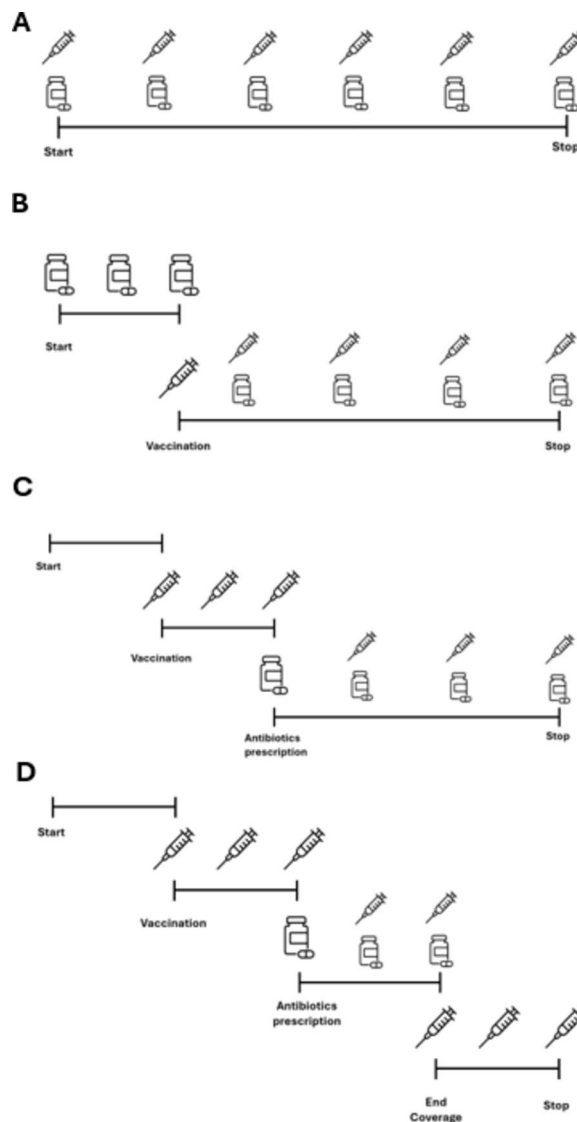 A
Start
Stop
B
Start
Vaccination
Stop
C
Start
Vaccination
Antibiotics
prescription
Stop
D
Start
Vaccination
Antibiotics
prescription
End
Coverage
Stop